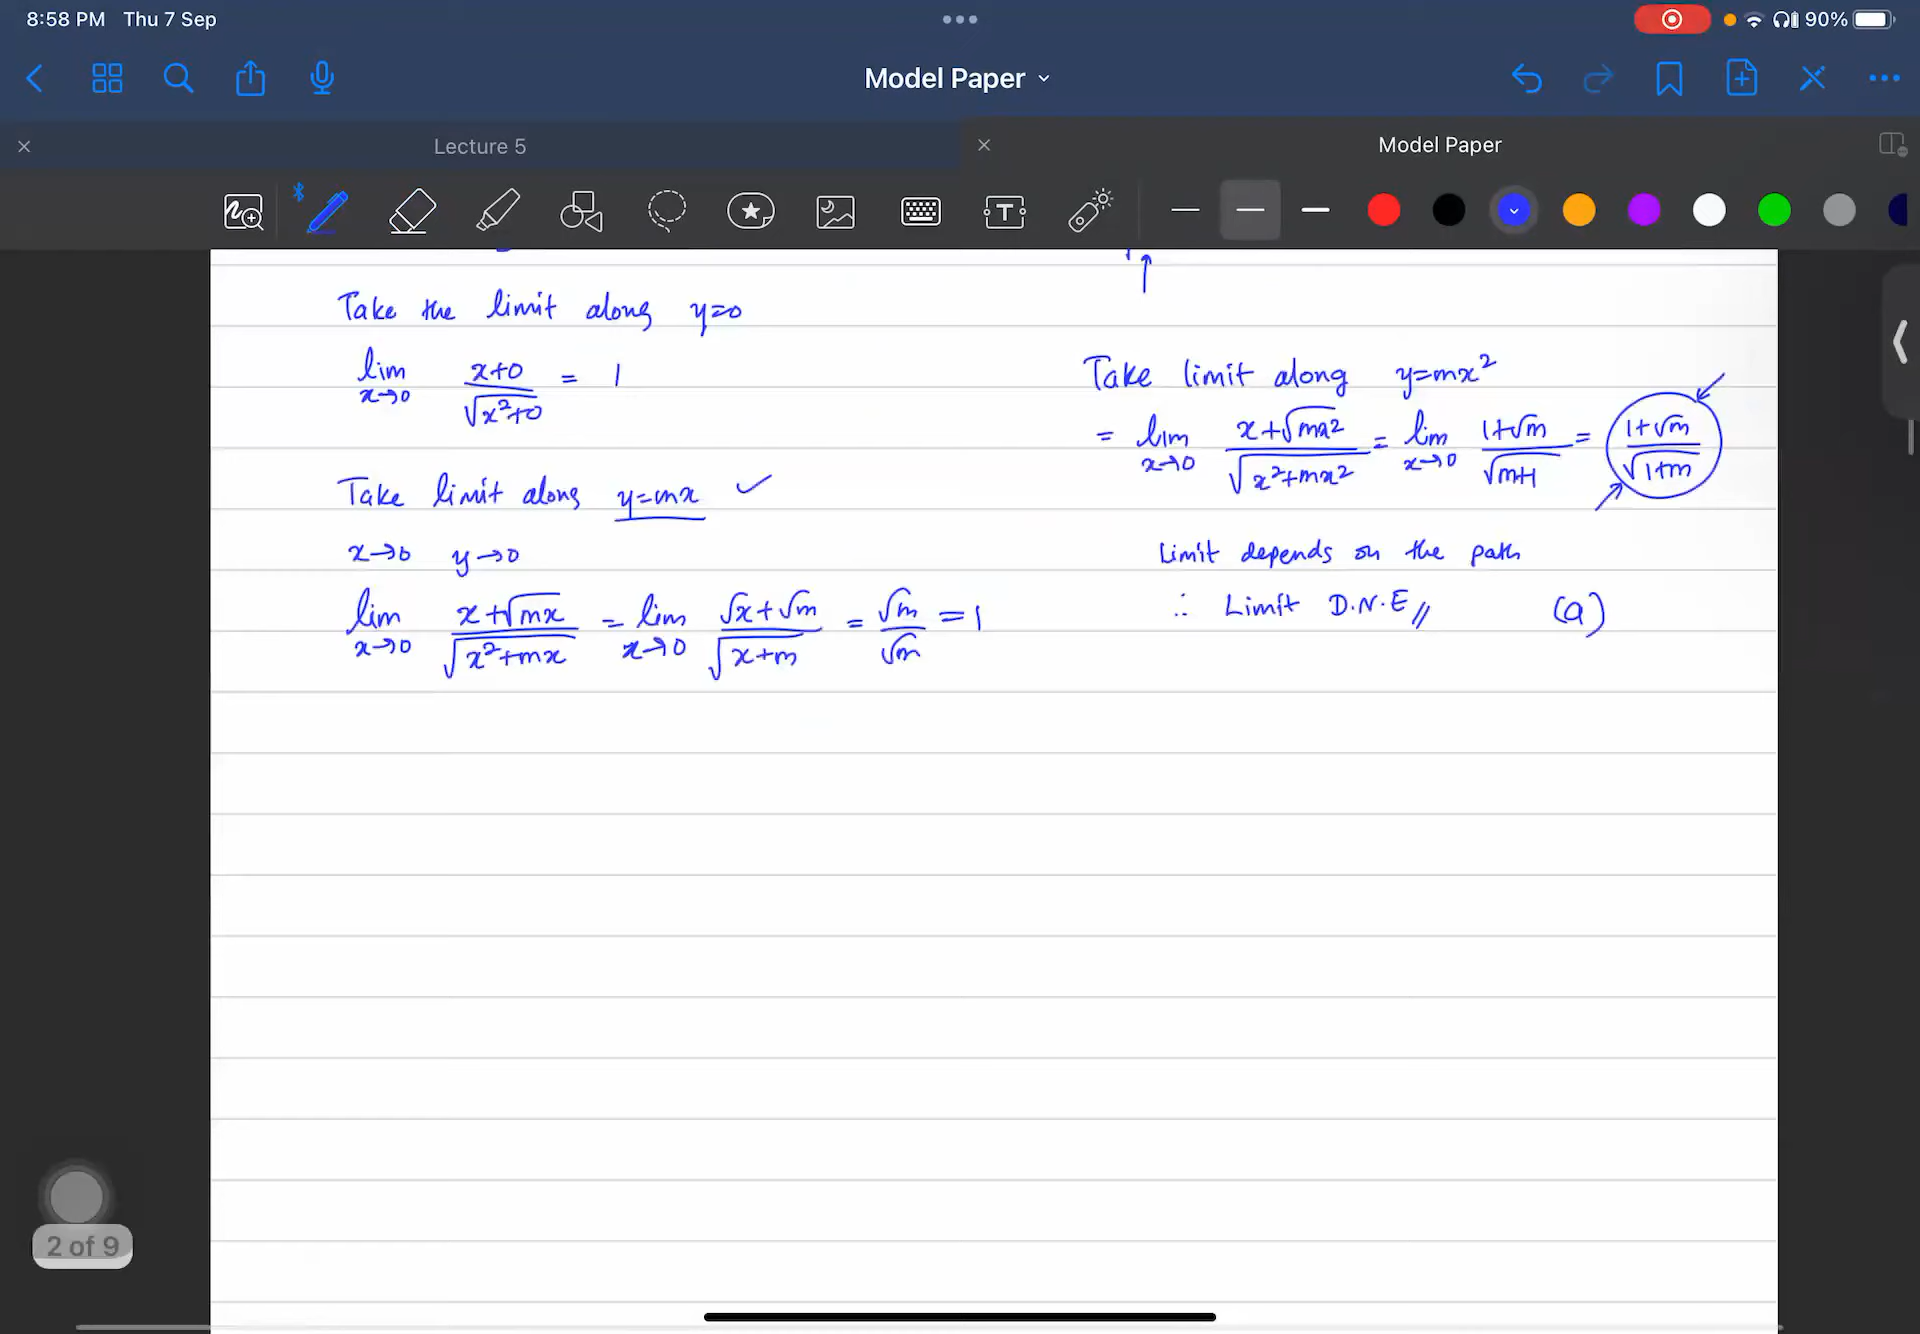 8:58 PM Thu 7 Sep
90%
Model Paper
Lecture 5
Model Paper
Take the limit along y=0
lim x→0 x+0 / √x²+0 = 1
Take limit along y=mx ✓
x→0 y→0
lim x→0 x+√mx / √x²+mx = lim x→0 √x+√m / √x+m = √m / √m = 1
Take limit along y=mx²
= lim x→0 x+√mx² / √x²+mx² = lim x→0 1+√m / √m+1 = 1+√m / √1+m
Limit depends on the path
∴ Limit D.N.E // (a)
2 of 9